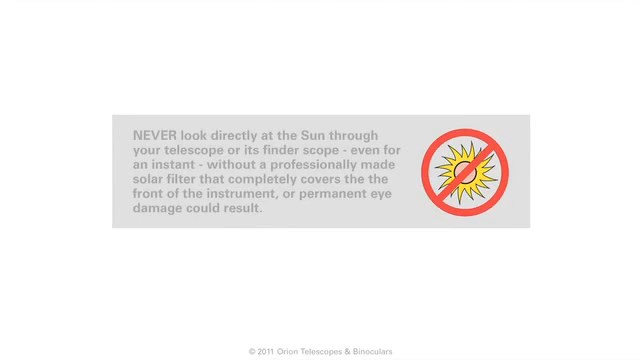 NEVER look directly at the Sun through
your telescope or its finder scope - even for
an instant - without a professionally made
solar filter that completely covers the the
front of the instrument, or permanent eye
damage could result.
© 2011 Orion Telescopes & Binoculars